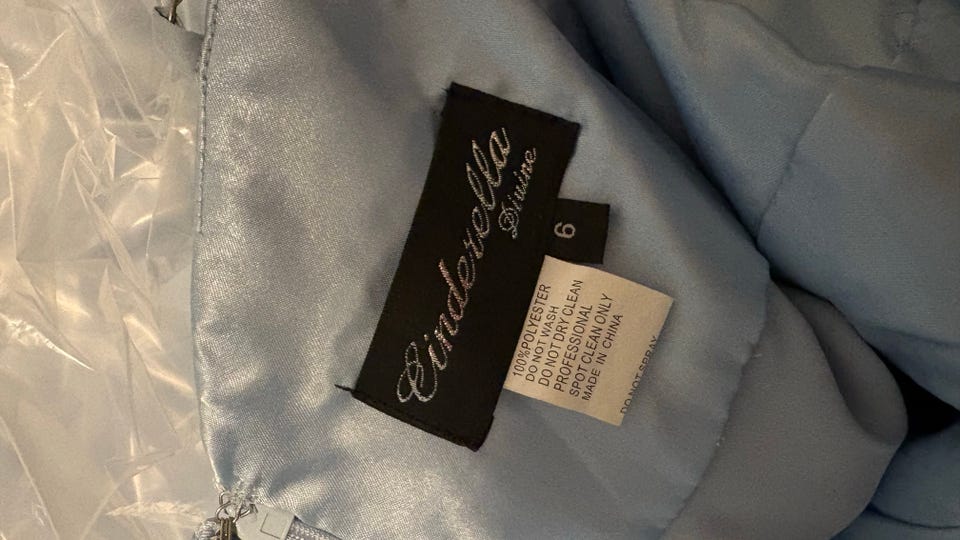 Cinderella
Divine
6
100%POLYESTER
DO NOT WASH
DO NOT DRY CLEAN
PROFESSIONAL
SPOT CLEAN ONLY
MADE IN CHINA
DO NOT SPRAY